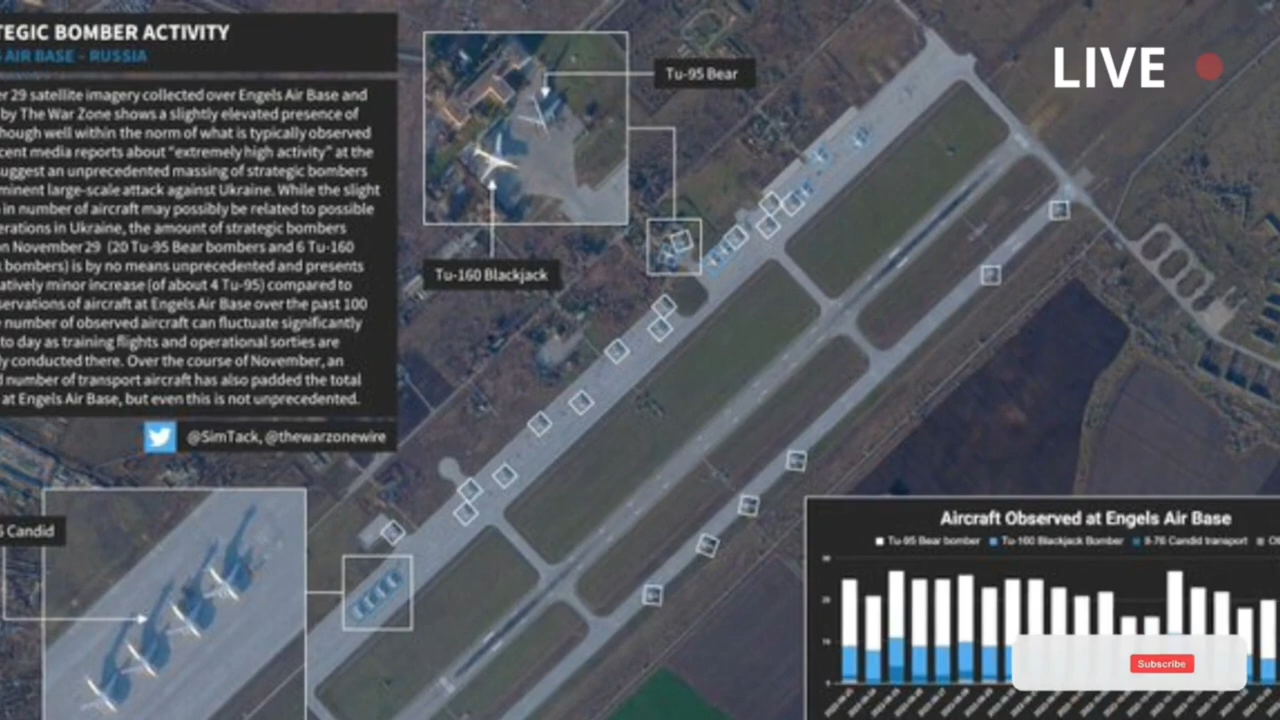 TEGIC BOMBER ACTIVITY
AIR BASE - RUSSIA
er 29 satellite imagery collected over Engels Air Base and
by The War Zone shows a slightly elevated presence of
hough well within the norm of what is typically observed
cent media reports about "extremely high activity" at the
uggest an unprecedented massing of strategic bombers
minent large-scale attack against Ukraine. While the slight
in number of aircraft may possibly be related to possible
erations in Ukraine, the amount of strategic bombers
on November 29 (20 Tu-95 Bear bombers and 6 Tu-160
k bombers) is by no means unprecedented and presents
latively minor increase (of about 4 Tu-95) compared to
servations of aircraft at Engels Air Base over the past 100
e number of observed aircraft can fluctuate significantly
to day as training flights and operational sorties are
ly conducted there. Over the course of November, an
d number of transport aircraft has also padded the total
at Engels Air Base, but even this is not unprecedented.
@SimTack, @thewarzonewire
Tu-95 Bear
Tu-160 Blackjack
6 Candid
LIVE
Aircraft Observed at Engels Air Base
Tu-95 Bear bomber Tu-160 Blackjack Bomber Il-76 Candid transport
30
20
10
0
Subscribe